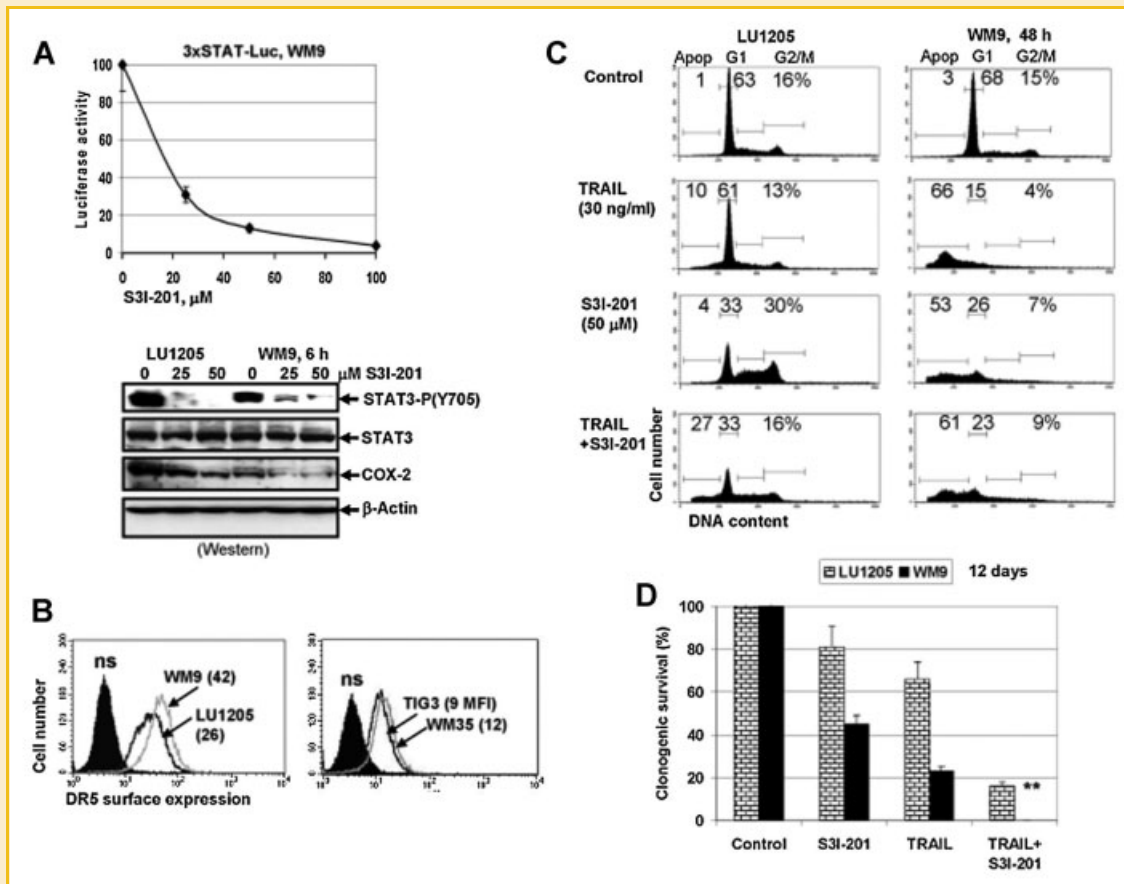 A
3xSTAT-Luc, WM9
Luciferase activity
100
80
60
40
20
0
0 20 40 60 80 100
S3I-201, µM
LU1205 WM9, 6 h
0 25 50 0 25 50 µM S3I-201
STAT3-P(Y705)
STAT3
COX-2
β-Actin
(Western)
B
Cell number
ns
WM9 (42)
LU1205
(26)
DR5 surface expression
ns
TIG3 (9 MFI)
WM35 (12)
C
LU1205 WM9, 48 h
Apop G1 G2/M Apop G1 G2/M
Control 1 63 16% 3 68 15%
TRAIL
(30 ng/ml)
10 61 13% 66 15 4%
S3I-201
(50 µM)
4 33 30% 53 26 7%
TRAIL
+S3I-201
27 33 16% 61 23 9%
Cell number
DNA content
D
LU1205 WM9 12 days
Clonogenic survival (%)
100
80
60
40
20
0
**
Control S3I-201 TRAIL TRAIL+
S3I-201